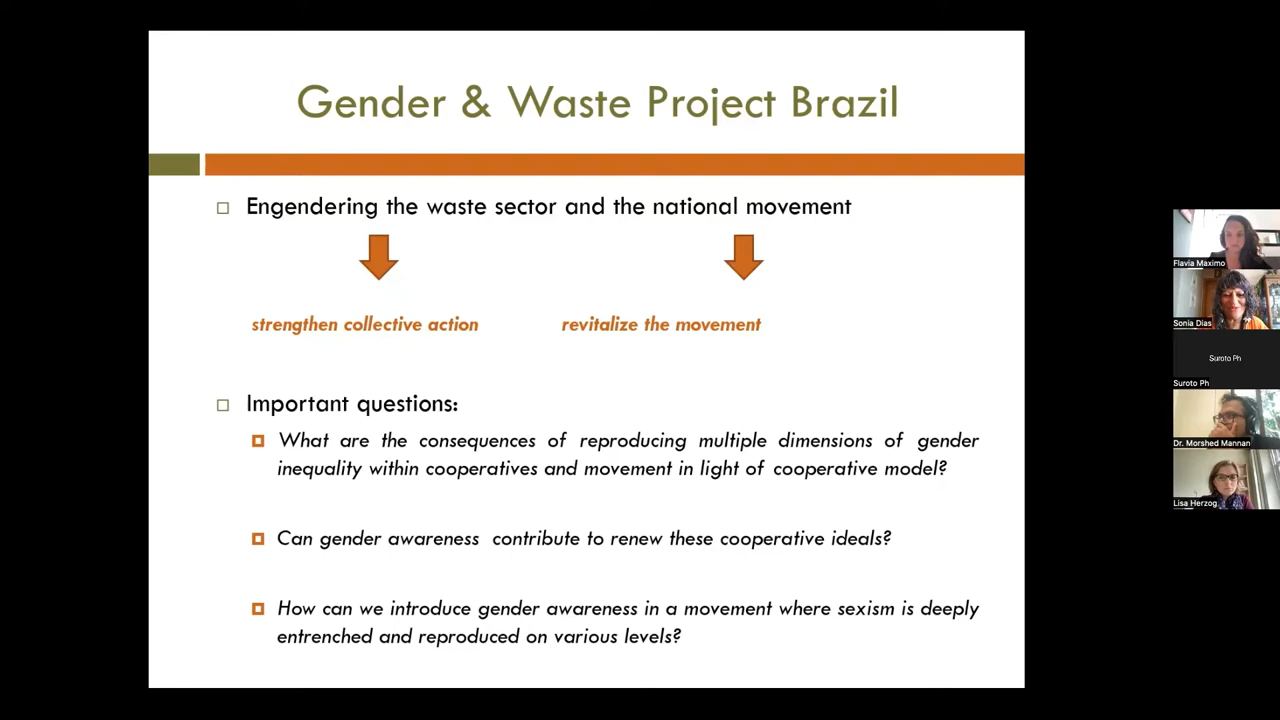 Gender & Waste Project Brazil
Engendering the waste sector and the national movement
strengthen collective action
revitalize the movement
Important questions:
What are the consequences of reproducing multiple dimensions of gender
inequality within cooperatives and movement in light of cooperative model?
Can gender awareness contribute to renew these cooperative ideals?
How can we introduce gender awareness in a movement where sexism is deeply
entrenched and reproduced on various levels?
Flavia Maximo
Sonia Dias
Suroto Ph
Suroto Ph
Dr. Morshed Mannan
Lisa Herzog